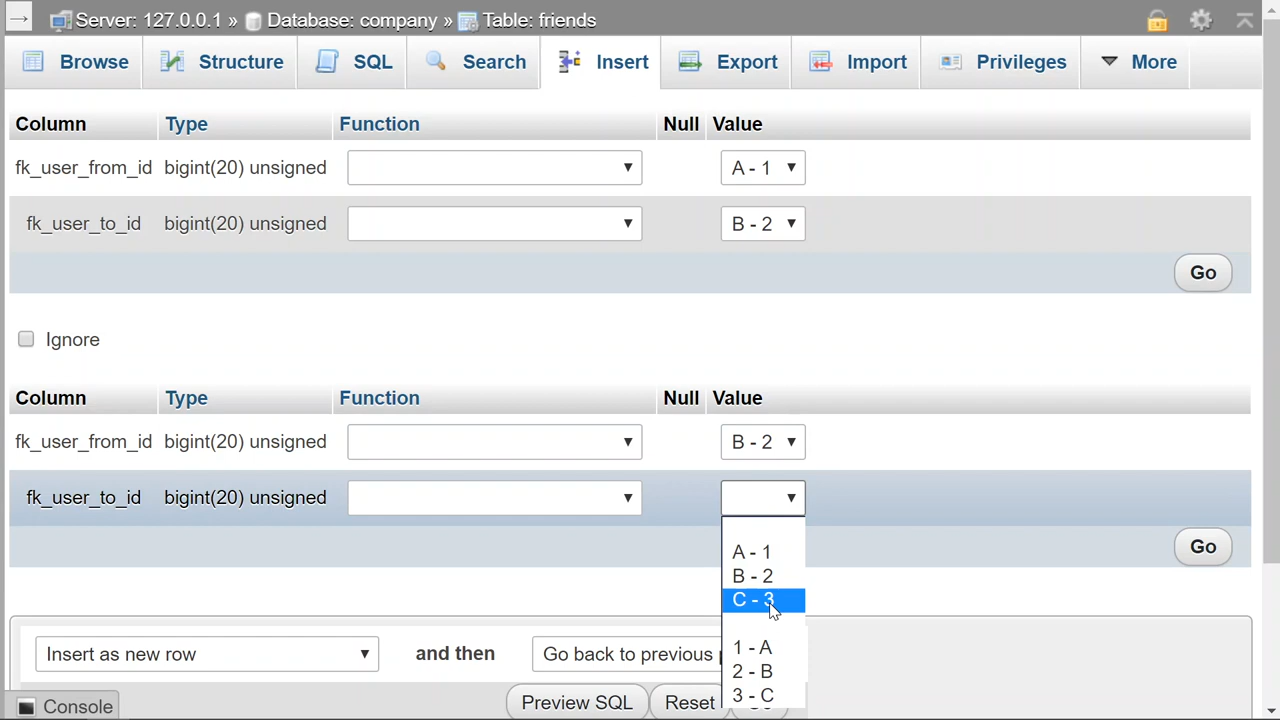 Server: 127.0.0.1 » Database: company » Table: friends
Browse Structure SQL Search Insert Export Import Privileges More
Column Type Function Null Value
fk_user_from_id bigint(20) unsigned A - 1
fk_user_to_id bigint(20) unsigned B - 2
Go
Ignore
Column Type Function Null Value
fk_user_from_id bigint(20) unsigned B - 2
fk_user_to_id bigint(20) unsigned
Go
A - 1
B - 2
C - 3
1 - A
2 - B
3 - C
Insert as new row and then Go back to previous
Preview SQL Reset
Console